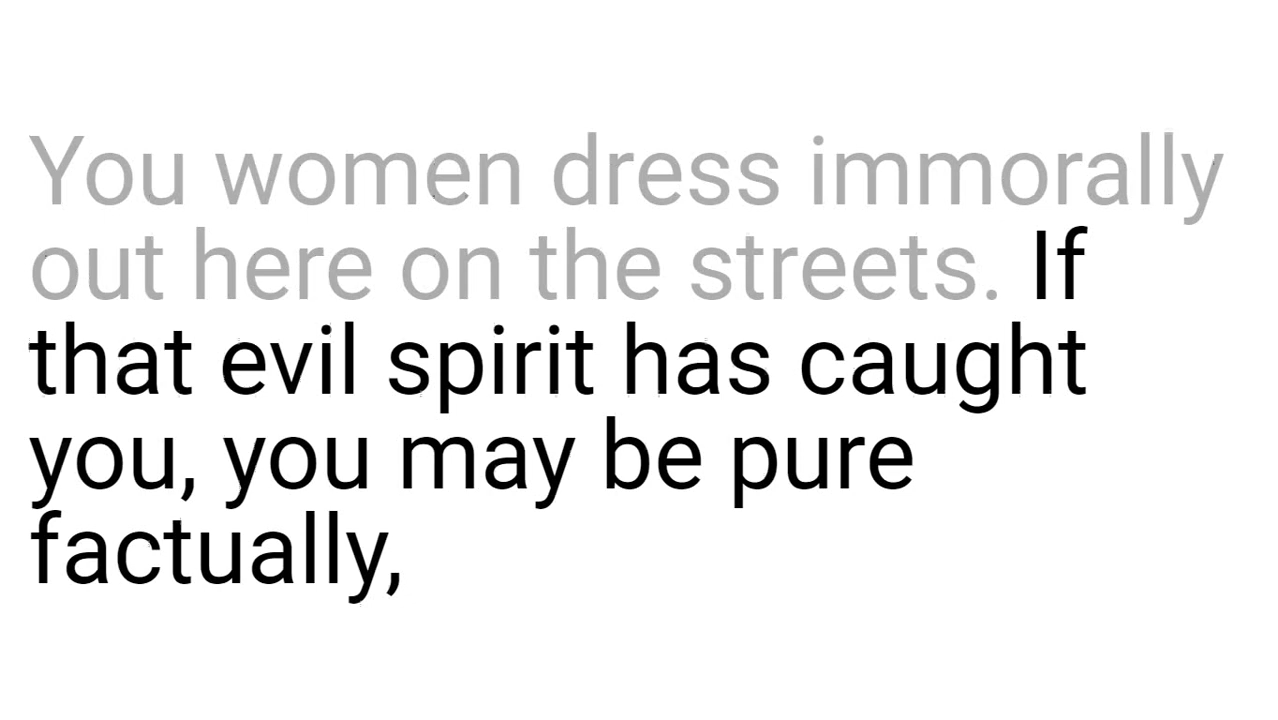 You women dress immorally
out here on the streets. If
that evil spirit has caught
you, you may be pure
factually,